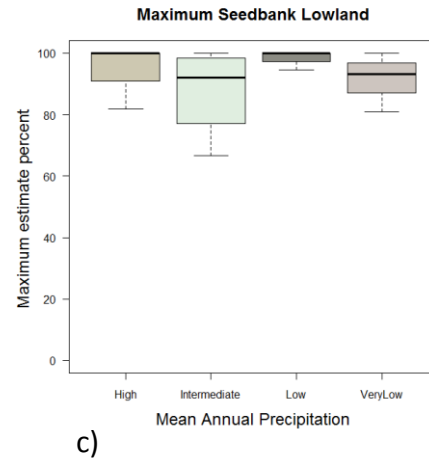 Maximum Seedbank Lowland
Maximum estimate percent
100
80
60
40
20
0
High Intermediate Low VeryLow
Mean Annual Precipitation
c)